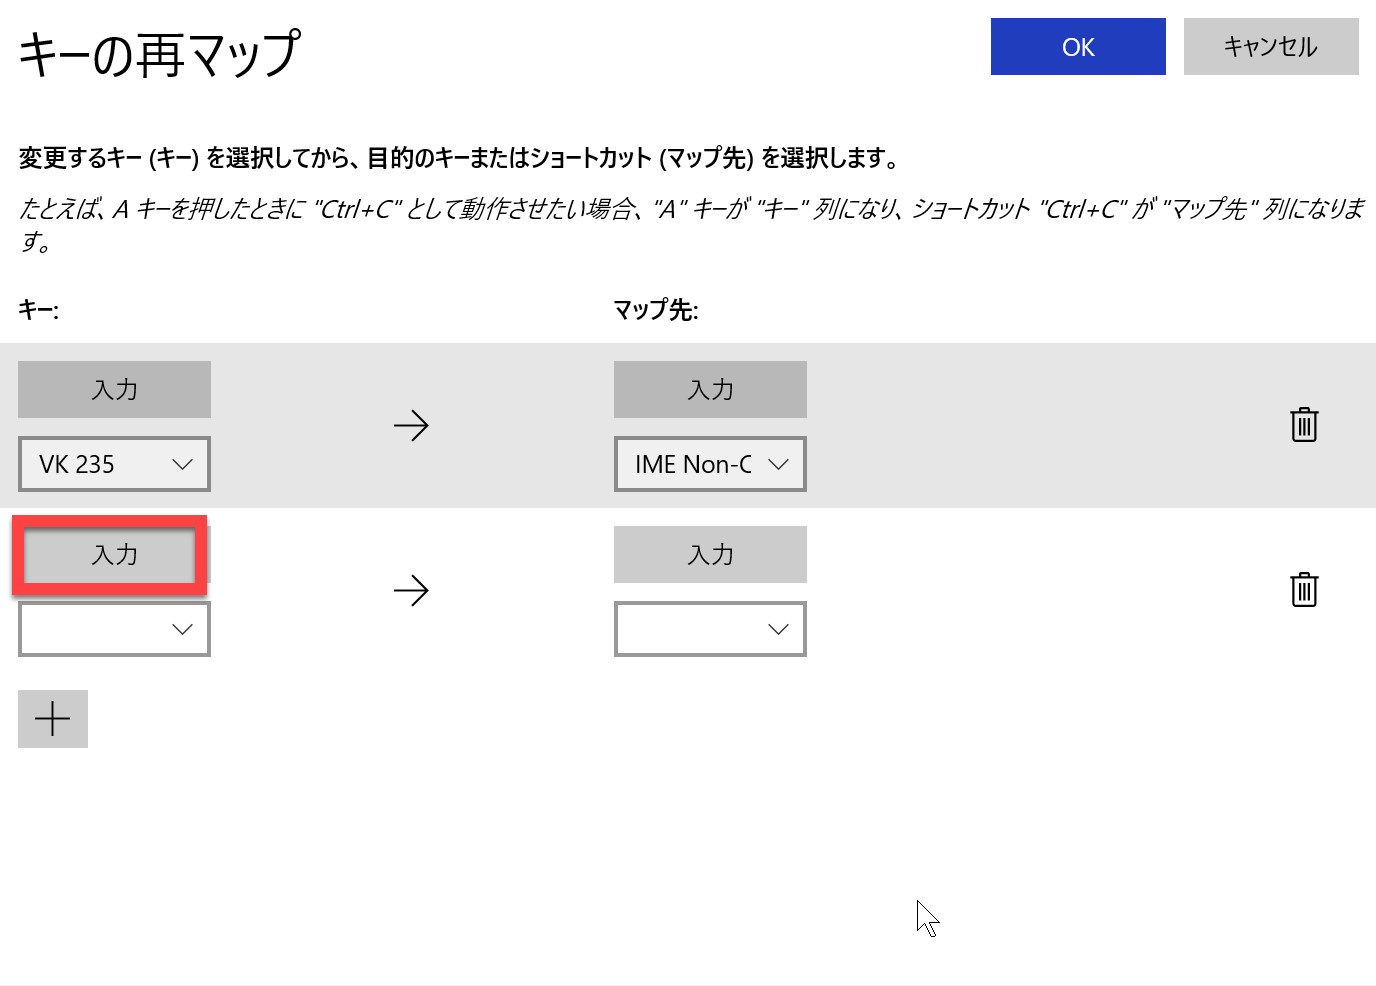 キーの再マップ
OK
キャンセル
変更するキー (キー) を選択してから、目的のキーまたはショートカット (マップ先) を選択します。
たとえば、A キーを押したときに "Ctrl+C" として動作させたい場合、"A" キーが "キー" 列になり、ショートカット "Ctrl+C" が "マップ先" 列になりま
す。
キー:
マップ先:
入力
入力
VK 235
IME Non-C
入力
入力